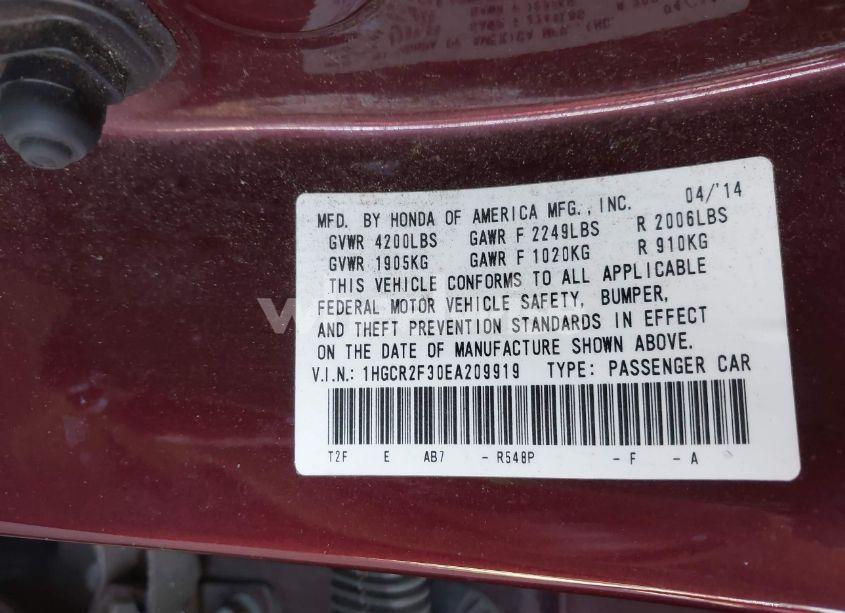 MFD. BY HONDA OF AMERICA MFG., INC. 04/'14
GVWR 4200LBS GAWR F 2249LBS R 2006LBS
GVWR 1905KG GAWR F 1020KG R 910KG
THIS VEHICLE CONFORMS TO ALL APPLICABLE
FEDERAL MOTOR VEHICLE SAFETY, BUMPER,
AND THEFT PREVENTION STANDARDS IN EFFECT
ON THE DATE OF MANUFACTURE SHOWN ABOVE.
V.I.N.: 1HGCR2F30EA209919 TYPE: PASSENGER CAR
T2F E AB7 - R548P - F - A